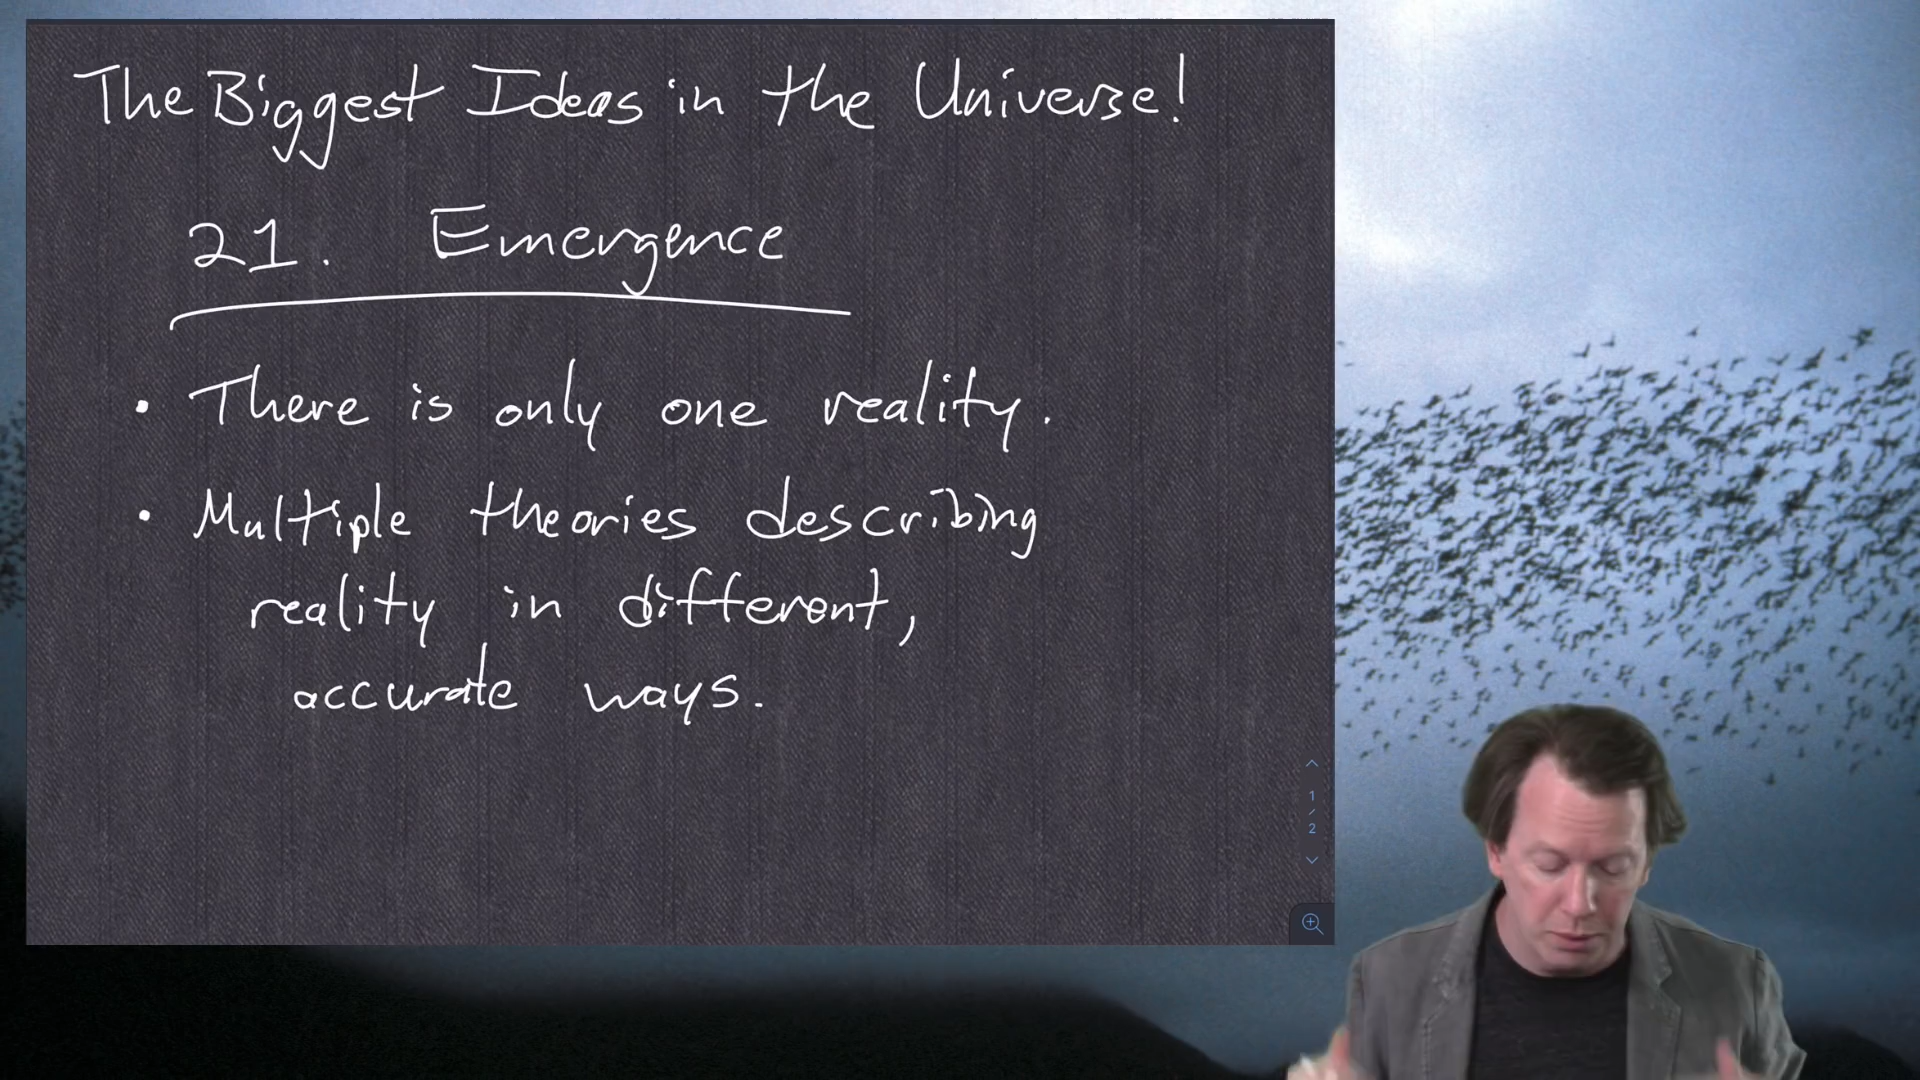 The Biggest Ideas in the Universe!
21. Emergence
• There is only one reality.
• Multiple theories describing
reality in different,
accurate ways.
1
/
2